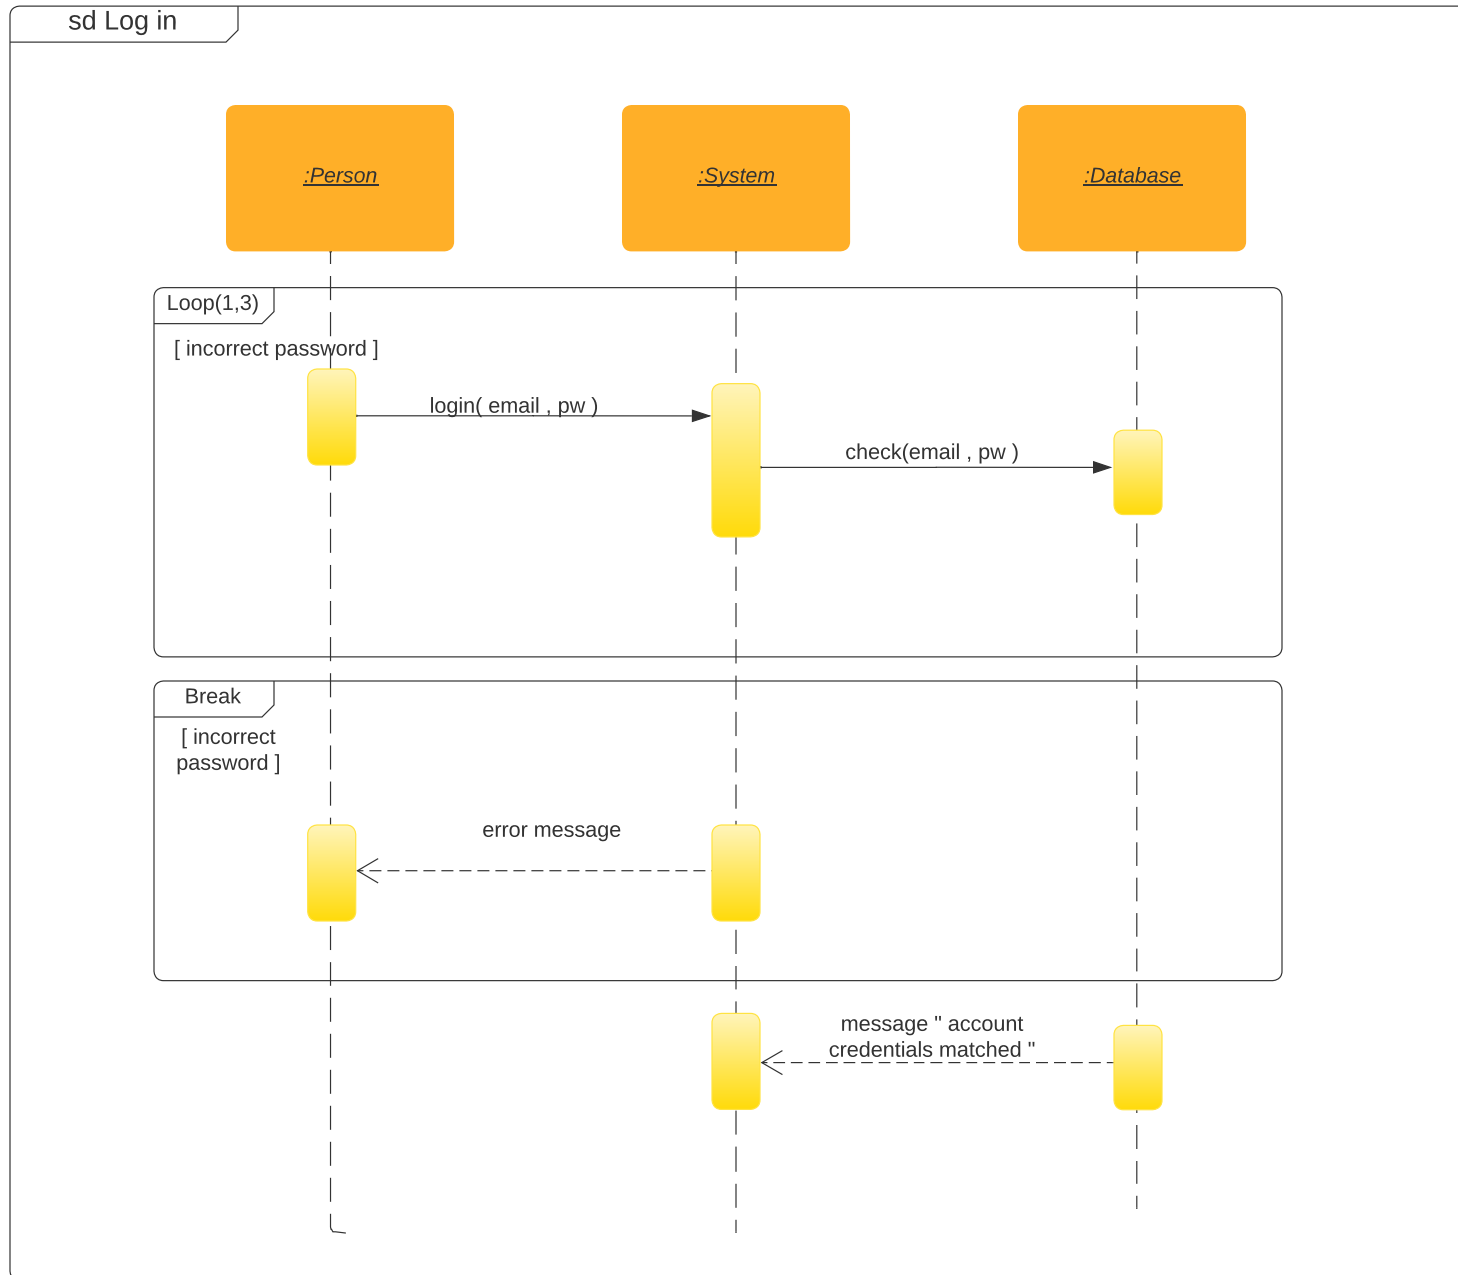 sd Log in
:Person
:System
:Database
Loop(1,3)
[ incorrect password ]
login( email , pw )
check(email , pw )
Break
[ incorrect
password ]
error message
message " account
credentials matched "